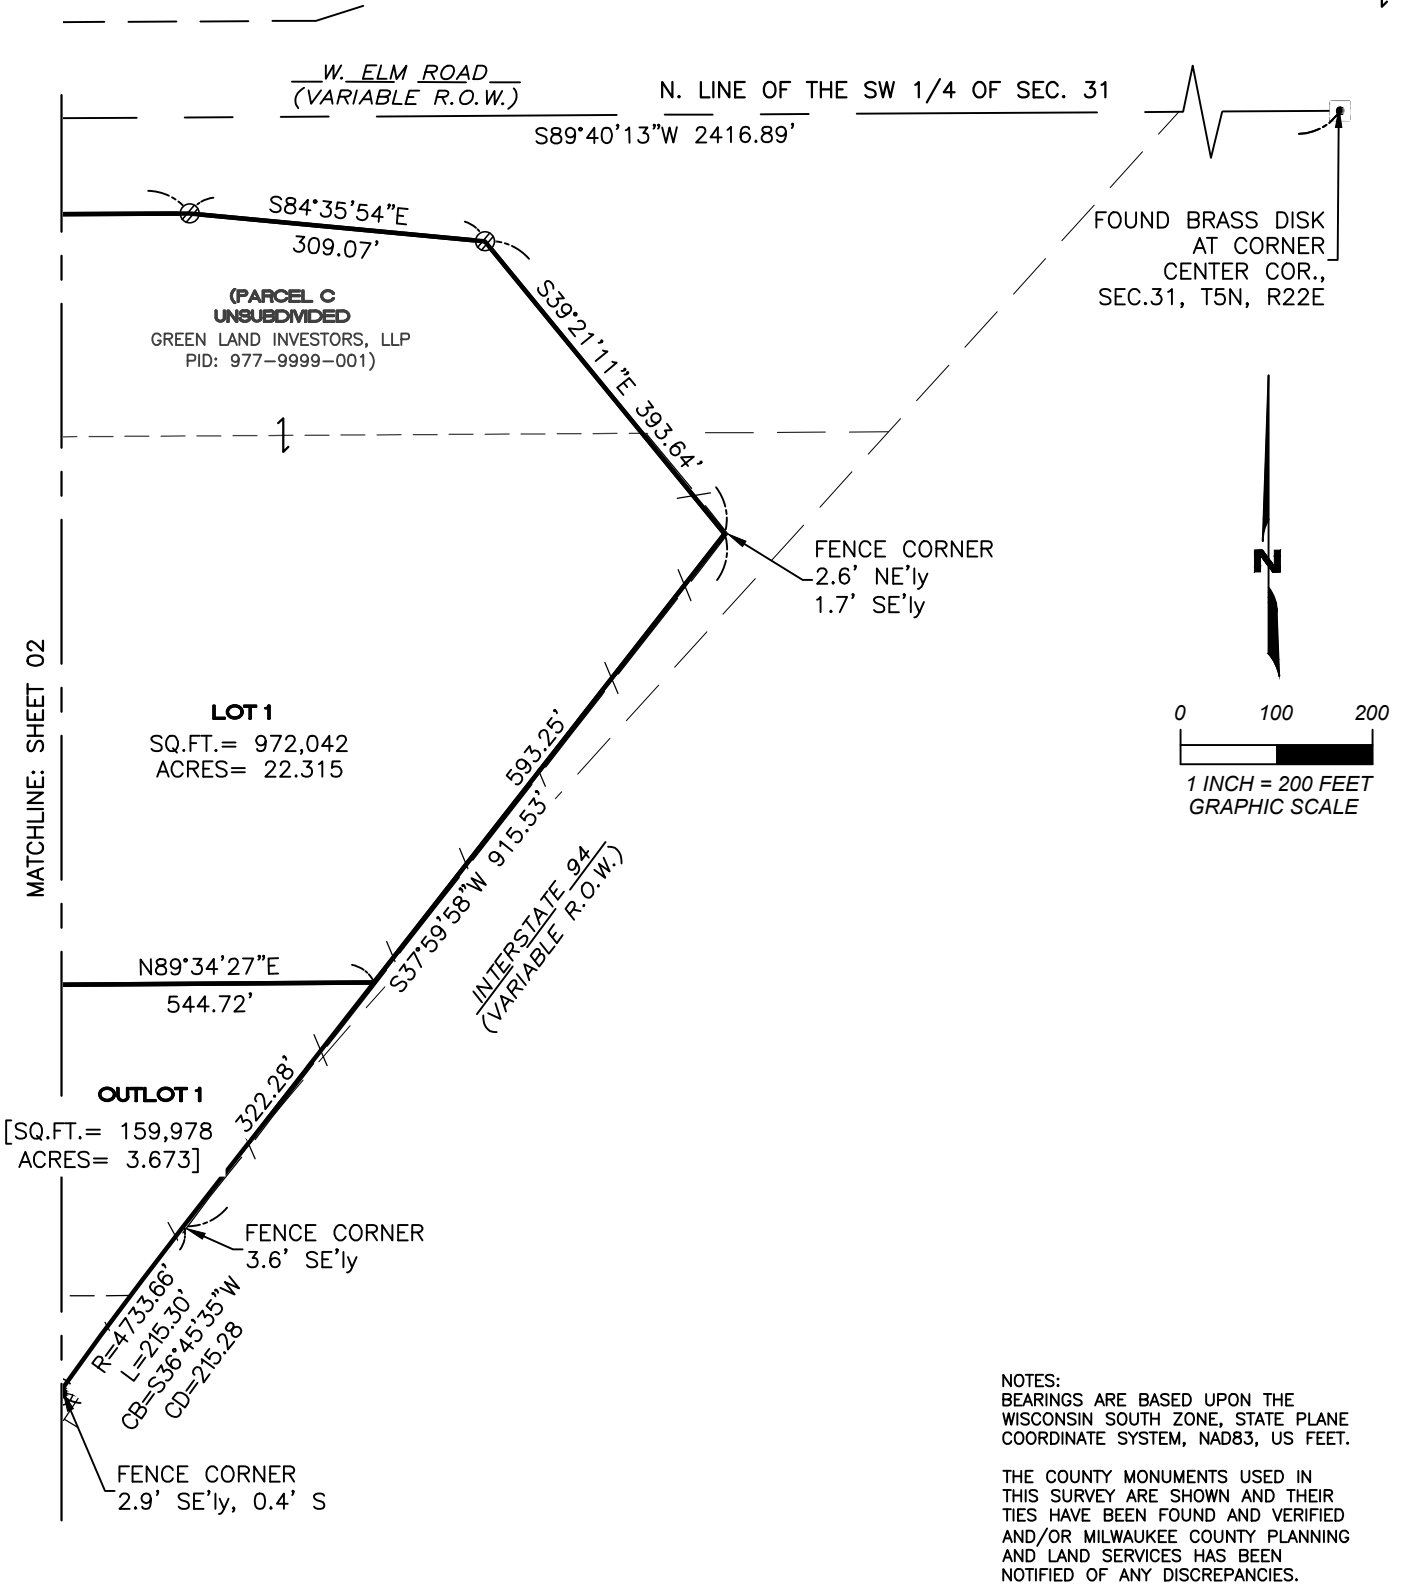 W. ELM ROAD
(VARIABLE R.O.W.)
N. LINE OF THE SW 1/4 OF SEC. 31
S89°40'13"W 2416.89'
S84°35'54"E
309.07'
FOUND BRASS DISK
AT CORNER
CENTER COR.,
SEC.31, T5N, R22E
(PARCEL C
UNSUBDIVIDED
GREEN LAND INVESTORS, LLP
PID: 977-9999-001)
S39°21'11"E 393.64'
FENCE CORNER
2.6' NE'ly
1.7' SE'ly
N
MATCHLINE: SHEET 02
LOT 1
SQ.FT.= 972,042
ACRES= 22.315
593.25'
S37°59'58"W 915.53'
0 100 200
1 INCH = 200 FEET
GRAPHIC SCALE
INTERSTATE 94
(VARIABLE R.O.W.)
N89°34'27"E
544.72'
322.28'
OUTLOT 1
[SQ.FT.= 159,978
ACRES= 3.673]
FENCE CORNER
3.6' SE'ly
R=4733.66'
L=215.30'
CB=S36°45'35"W
CD=215.28
FENCE CORNER
2.9' SE'ly, 0.4' S
NOTES:
BEARINGS ARE BASED UPON THE
WISCONSIN SOUTH ZONE, STATE PLANE
COORDINATE SYSTEM, NAD83, US FEET.
THE COUNTY MONUMENTS USED IN
THIS SURVEY ARE SHOWN AND THEIR
TIES HAVE BEEN FOUND AND VERIFIED
AND/OR MILWAUKEE COUNTY PLANNING
AND LAND SERVICES HAS BEEN
NOTIFIED OF ANY DISCREPANCIES.